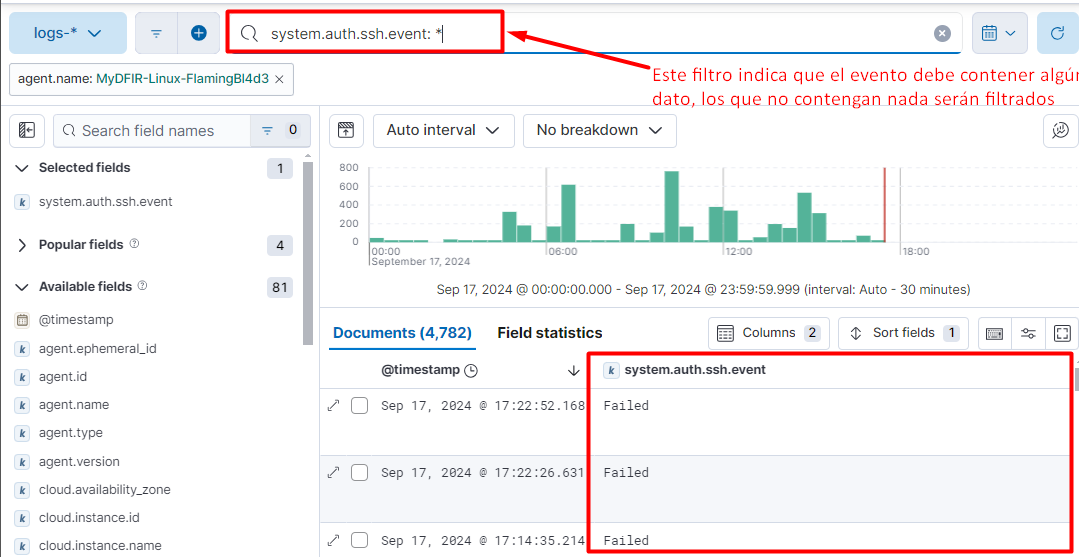 logs-*
system.auth.ssh.event: *
Este filtro indica que el evento debe contener algún
dato, los que no contengan nada serán filtrados
agent.name: MyDFIR-Linux-FlamingBl4d3 ×
Search field names
0
Auto interval
No breakdown
Selected fields
1
k system.auth.ssh.event
Popular fields
4
Available fields
81
@timestamp
k agent.ephemeral_id
k agent.id
k agent.name
k agent.type
k agent.version
k cloud.availability_zone
k cloud.instance.id
k cloud.instance.name
800
600
400
200
0
00:00
September 17, 2024
06:00
12:00
18:00
Sep 17, 2024 @ 00:00:00.000 - Sep 17, 2024 @ 23:59:59.999 (interval: Auto - 30 minutes)
Documents (4,782)
Field statistics
Columns 2
Sort fields 1
@timestamp
k system.auth.ssh.event
Sep 17, 2024 @ 17:22:52.168 Failed
Sep 17, 2024 @ 17:22:26.631 Failed
Sep 17, 2024 @ 17:14:35.214 Failed